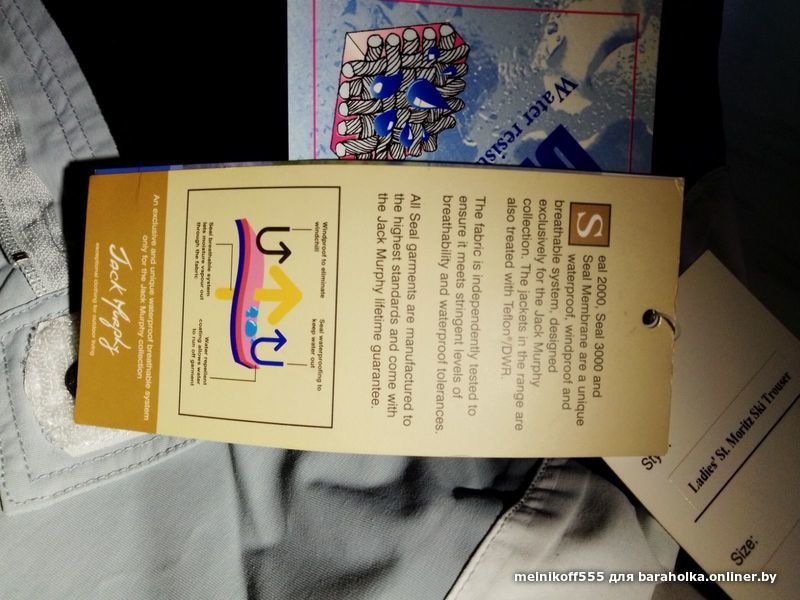 Seal 2000, Seal 3000 and
Seal Membrane are a unique
waterproof, windproof and
breathable system, designed
exclusively for the Jack Murphy
collection. The jackets in the range are
also treated with Teflon®/DWR.
The fabric is independently tested to
ensure it meets stringent levels of
breathability and waterproof tolerances.
All Seal garments are manufactured to
the highest standards and come with
the Jack Murphy lifetime guarantee.
Windproof to eliminate
windchill
Seal waterproofing to
keep water out
Seal breathable system
lets moisture vapour out
through the fabric
Water repellent
coating allows water
to run off garment
An exclusive and unique waterproof breathable system
only for the Jack Murphy collection
Jack Murphy
exceptional clothing for outdoor living
Water
Ladies' St. Moritz Ski Trouser
Size:
melnikoff555 для baraholka.onliner.by